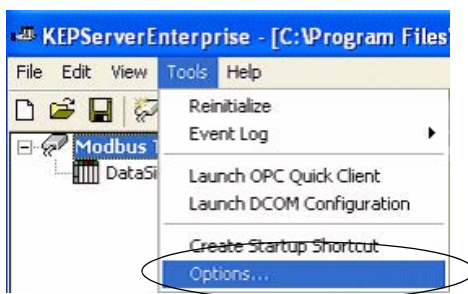 KEPServerEnterprise - [C:\Program Files\
File Edit View Tools Help
Reinitialize
Event Log
Modbus
DataSi
Launch OPC Quick Client
Launch DCOM Configuration
Create Startup Shortcut
Options...